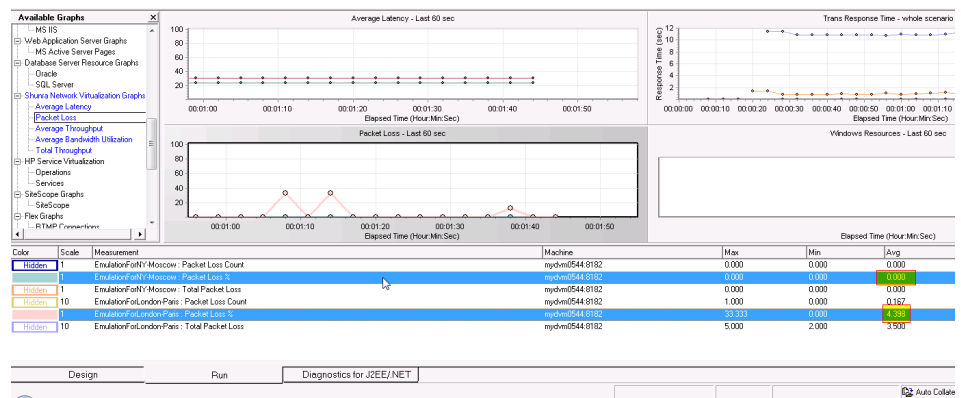 Available Graphs
MS IIS
Web Application Server Graphs
MS Active Server Pages
Database Server Resource Graphs
Oracle
SQL Server
Shunra Network Virtualization Graphs
Average Latency
Packet Loss
Average Throughput
Average Bandwidth Utilization
Total Throughput
HP Service Virtualization
Operations
Services
SiteScope Graphs
SiteScope
Flex Graphs
RTMP Connections
Average Latency - Last 60 sec
100
80
60
40
20
00:01:00 00:01:10 00:01:20 00:01:30 00:01:40 00:01:50
Elapsed Time (Hour:Min:Sec)
Trans Response Time - whole scenario
Response Time (sec)
12
10
8
6
4
2
00:00:00 00:00:10 00:00:20 00:00:30 00:00:40 00:00:50 00:01:00 00:01:10
Elapsed Time (Hour:Min:Sec)
Packet Loss - Last 60 sec
100
80
60
40
20
00:01:00 00:01:10 00:01:20 00:01:30 00:01:40 00:01:50
Elapsed Time (Hour:Min:Sec)
Windows Resources - Last 60 sec
Elapsed Time (Hour:Min:Sec)
Color Scale Measurement Machine Max Min Avg
Hidden 1 EmulationForNY-Moscow : Packet Loss Count mydvm0544:8182 0.000 0.000 0.000
1 EmulationForNY-Moscow : Packet Loss % mydvm0544:8182 0.000 0.000 0.000
Hidden 1 EmulationForNY-Moscow : Total Packet Loss mydvm0544:8182 0.000 0.000 0.000
Hidden 10 EmulationForLondon-Paris : Packet Loss Count mydvm0544:8182 1.000 0.000 0.167
1 EmulationForLondon-Paris : Packet Loss % mydvm0544:8182 33.333 0.000 4.398
Hidden 10 EmulationForLondon-Paris : Total Packet Loss mydvm0544:8182 5.000 2.000 3.500
Design Run Diagnostics for J2EE/.NET
Auto Collate